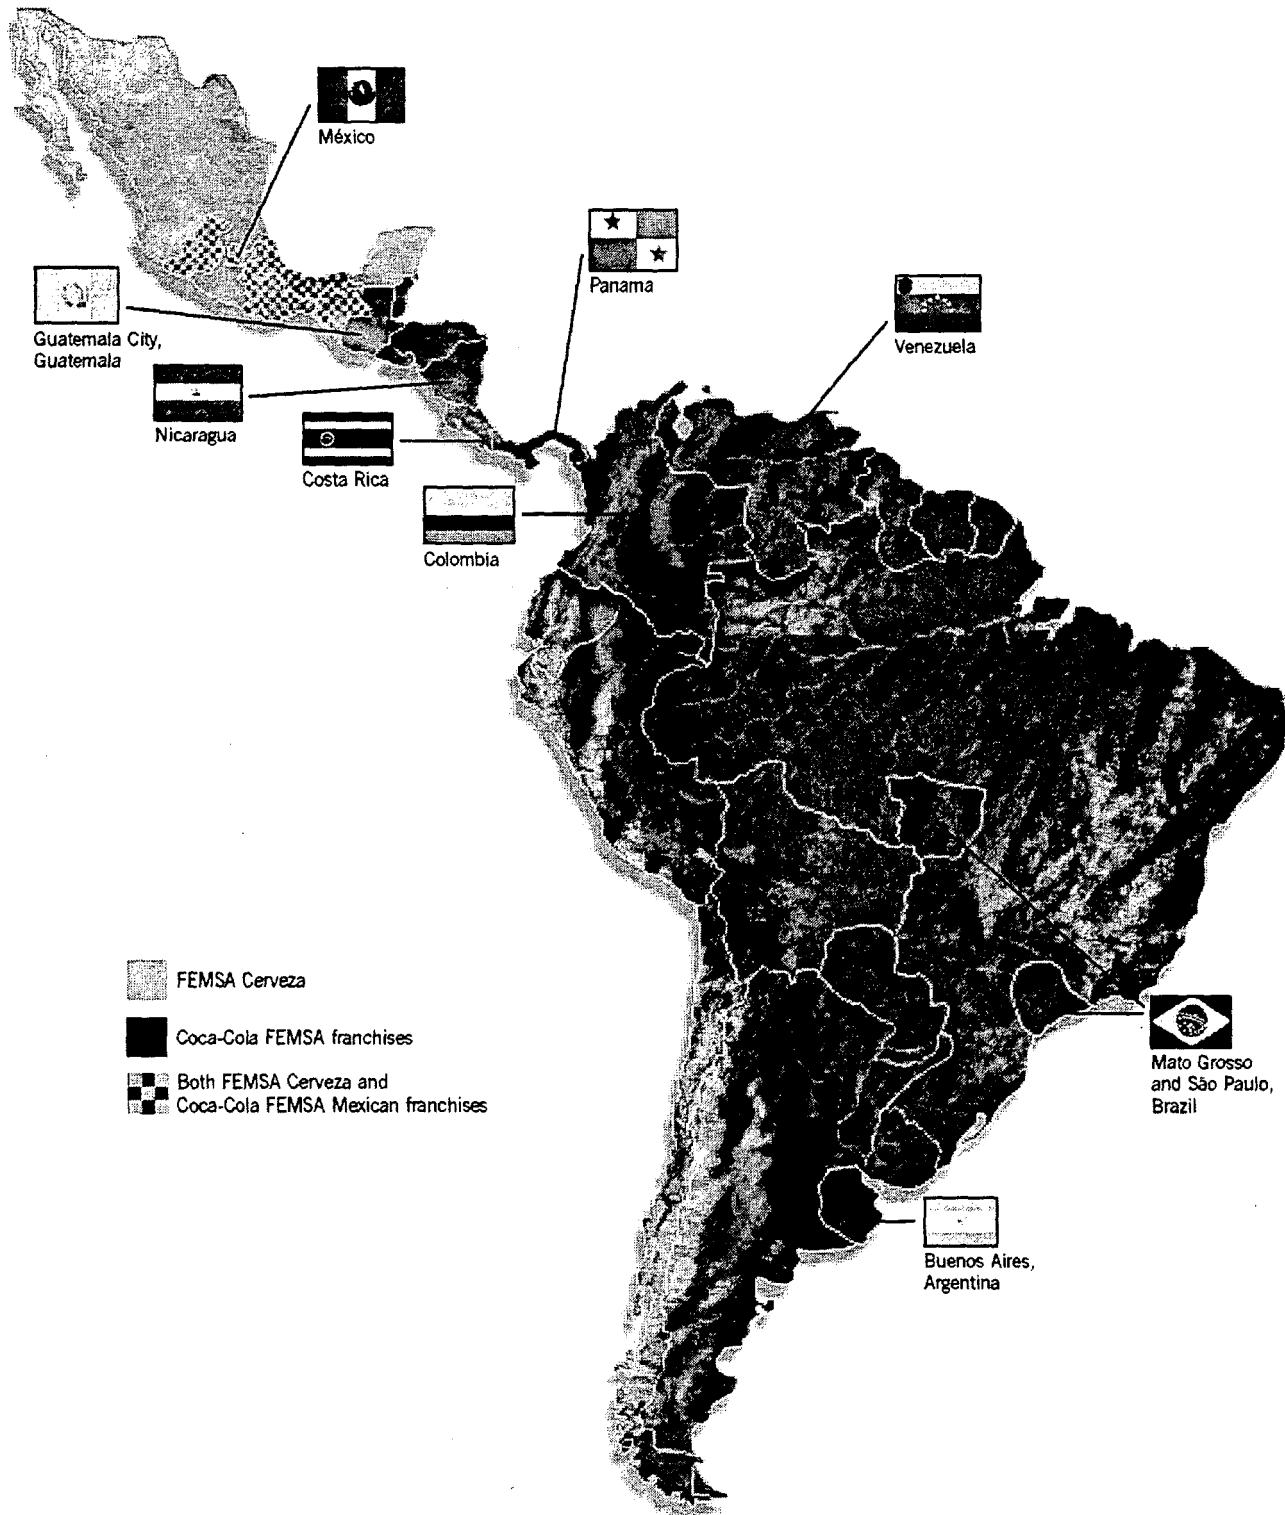 México
Panama
Venezuela
Guatemala City,
Guatemala
Nicaragua
Costa Rica
Colombia
FEMSA Cerveza
Coca-Cola FEMSA franchises
Both FEMSA Cerveza and
Coca-Cola FEMSA Mexican franchises
Mato Grosso
and São Paulo,
Brazil
Buenos Aires,
Argentina